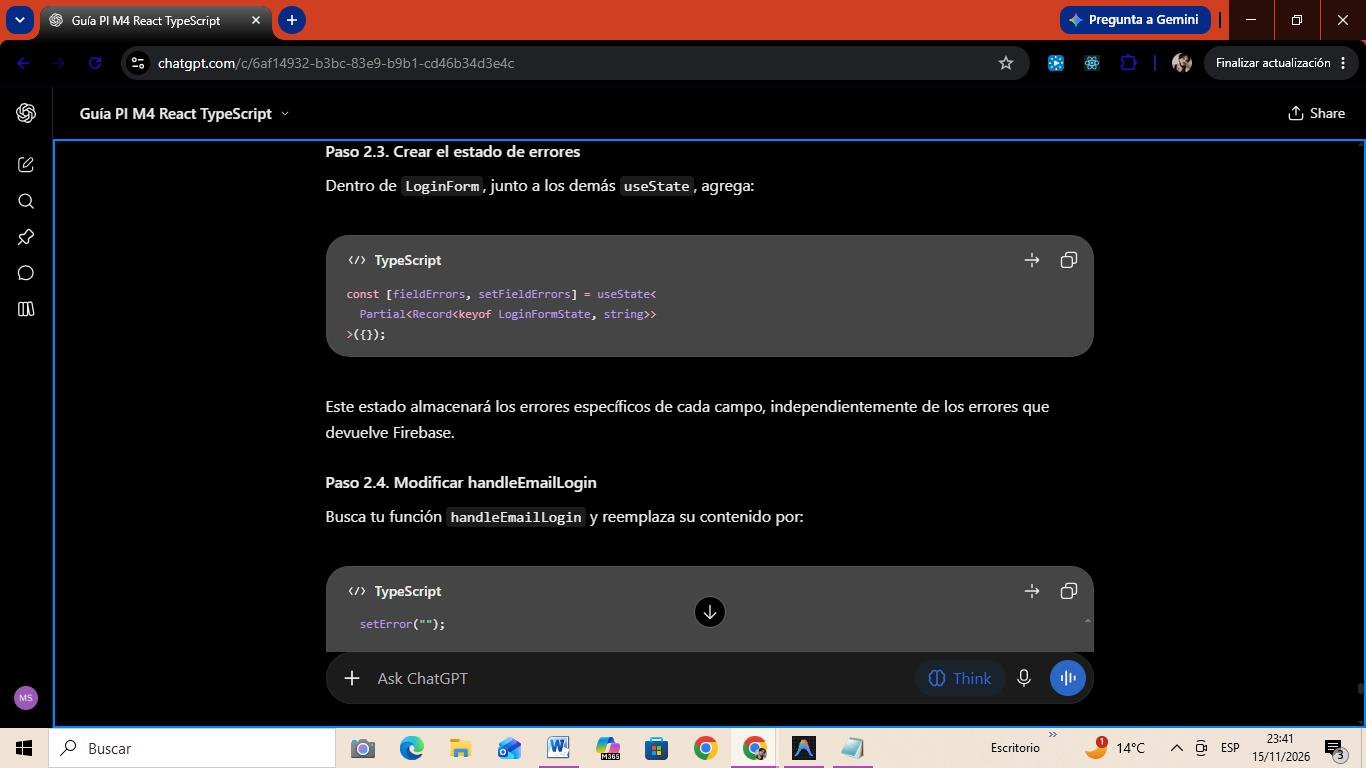 Guía PI M4 React TypeScript
Pregunta a Gemini
chatgpt.com/c/6af14932-b3bc-83e9-b9b1-cd46b34d3e4c
Finalizar actualización
Guía PI M4 React TypeScript
Share
Paso 2.3. Crear el estado de errores
Dentro de LoginForm, junto a los demás useState, agrega:
TypeScript
const [fieldErrors, setFieldErrors] = useState<
Partial<Record<keyof LoginFormState, string>>
>({});
Este estado almacenará los errores específicos de cada campo, independientemente de los errores que
devuelve Firebase.
Paso 2.4. Modificar handleEmailLogin
Busca tu función handleEmailLogin y reemplaza su contenido por:
TypeScript
setError("");
Ask ChatGPT
Think
MS
Buscar
M365
Escritorio
1
14°C
ESP
23:41
15/11/2026
3